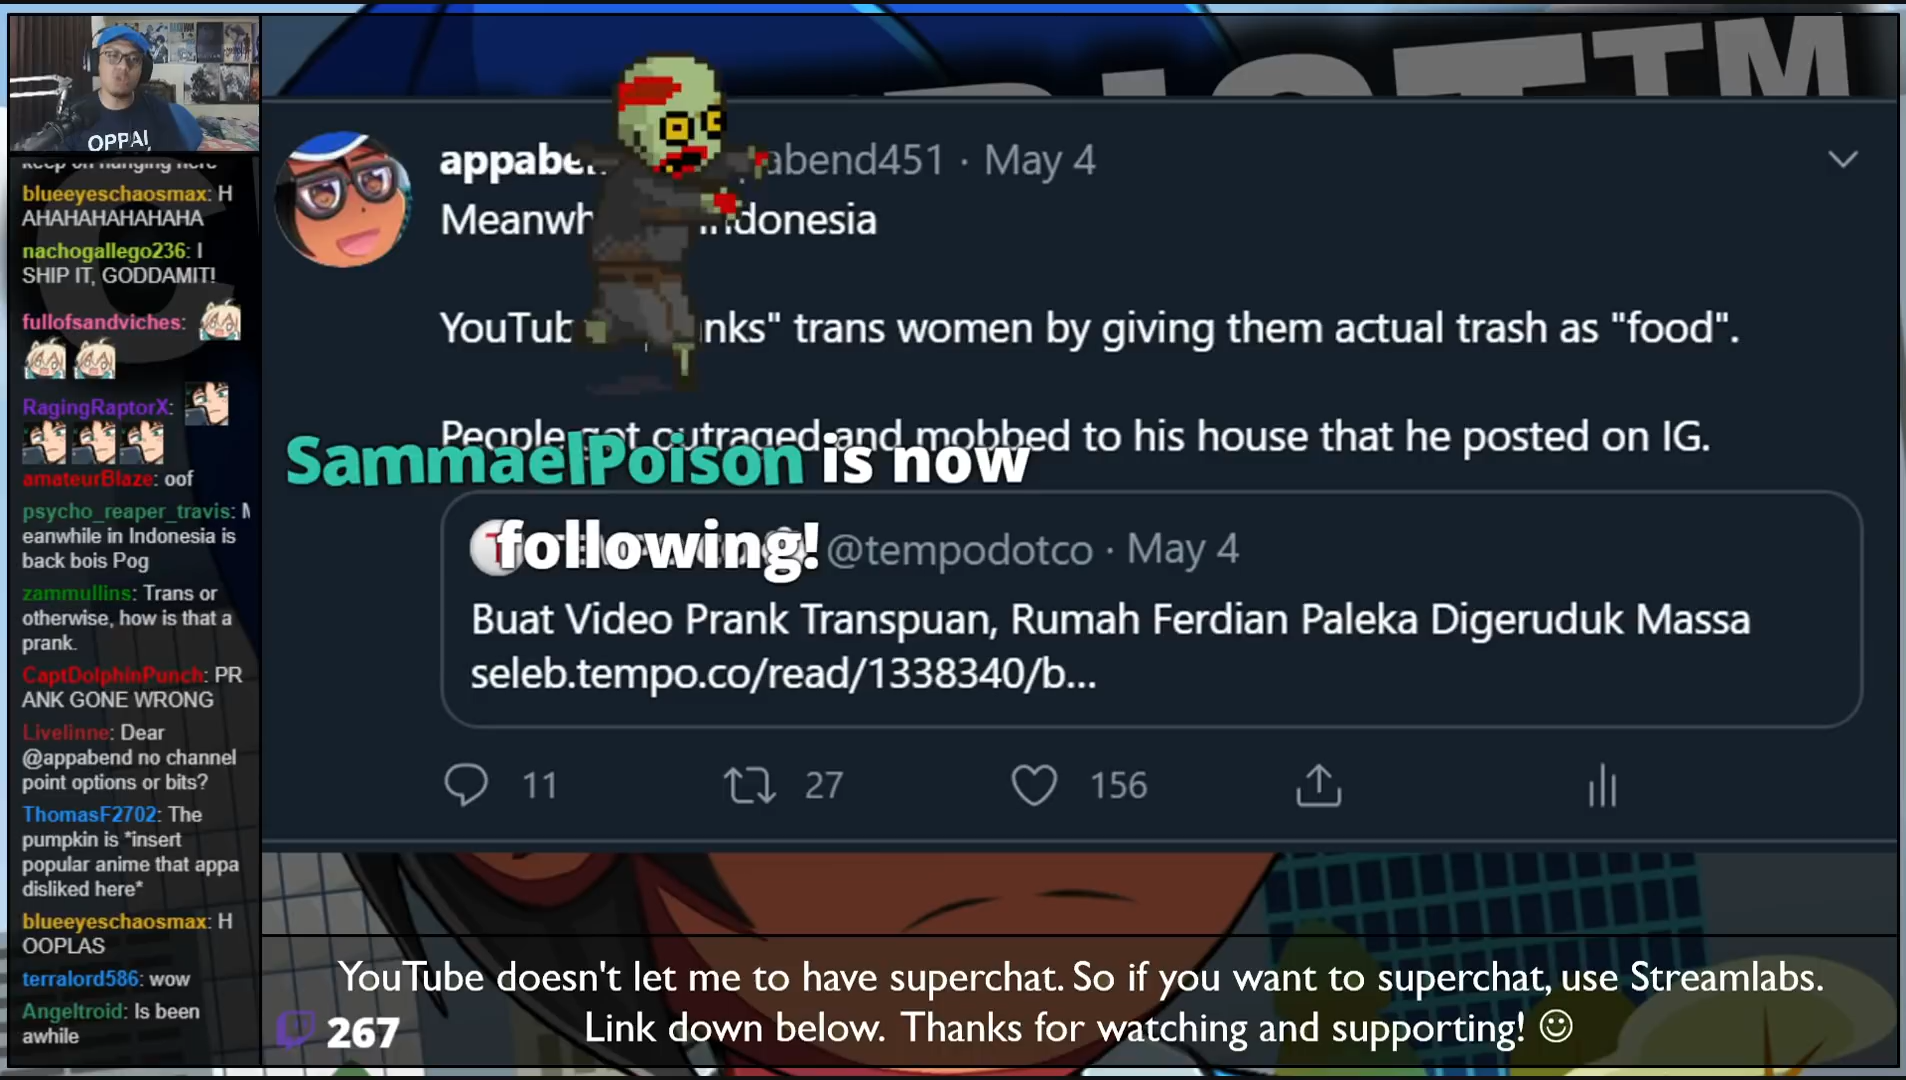 OPPAI
TM
keep on hanging here
blueeyeschaosmax: H
AHAHAHAHAHAHA
nachogallego236: I
SHIP IT, GODDAMIT!
fullofsandviches:
RagingRaptorX:
amateurBlaze: oof
psycho_reaper_travis: M
eanwhile in Indonesia is
back bois Pog
zammullins: Trans or
otherwise, how is that a
prank.
CaptDolphinPunch: PR
ANK GONE WRONG
Livelinne: Dear
@appabend no channel
point options or bits?
ThomasF2702: The
pumpkin is *insert
popular anime that appa
disliked here*
blueeyeschaosmax: H
OOPLAS
terralord586: wow
Angeltroid: Is been
awhile
abend451 · May 4
donesia
"food".
trans women by giving them actual trash as
People got outraged and mobbed to his house that he posted on IG.
SammaelPoison is now
following!
@tempodotco · May 4
Buat Video Prank Transpuan, Rumah Ferdian Paleka Digeruduk Massa
seleb.tempo.co/read/1338340/b...
11
27
156
YouTube doesn't let me to have superchat. So if you want to superchat, use Streamlabs.
Link down below. Thanks for watching and supporting! ☺
267